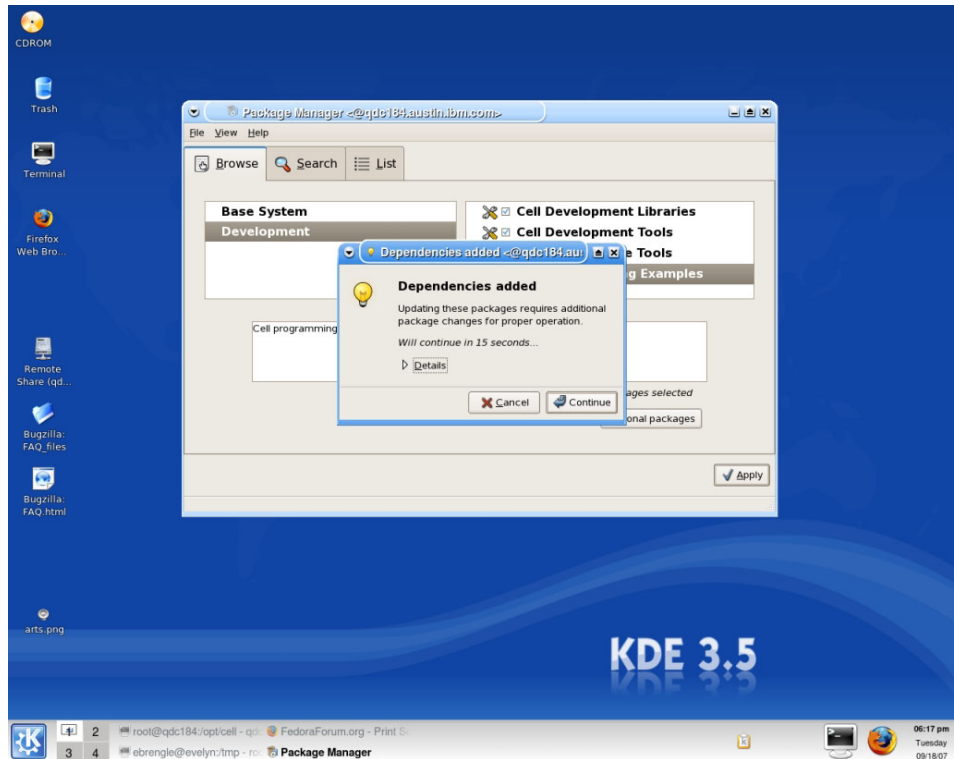 CDROM
Trash
Terminal
Firefox
Web Bro...
Remote
Share (qd...
Bugzilla:
FAQ_files
Bugzilla:
FAQ.html
arts.png
Package Manager <@qdc184.austin.ibm.com>
File View Help
Browse Search List
Base System
Development
Cell Development Libraries
Cell Development Tools
e Tools
g Examples
Cell programming
ages selected
onal packages
Apply
Dependencies added <@qdc184.aus
Dependencies added
Updating these packages requires additional
package changes for proper operation.
Will continue in 15 seconds...
Details
Cancel Continue
KDE 3.5
2
3 4
root@qdc184:/opt/cell - qdc
FedoraForum.org - Print S
ebrengle@evelyn:/tmp - ro
Package Manager
06:17 pm
Tuesday
09/18/07